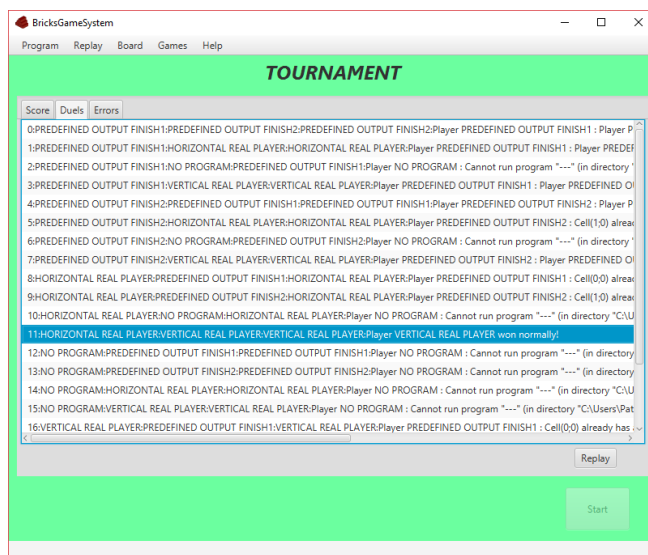 BricksGameSystem
Program Replay Board Games Help
TOURNAMENT
Score Duels Errors
0:PREDEFINED OUTPUT FINISH1:PREDEFINED OUTPUT FINISH2:PREDEFINED OUTPUT FINISH2:Player PREDEFINED OUTPUT FINISH1 : Player P
1:PREDEFINED OUTPUT FINISH1:HORIZONTAL REAL PLAYER:HORIZONTAL REAL PLAYER:Player PREDEFINED OUTPUT FINISH1 : Player PREDEF
2:PREDEFINED OUTPUT FINISH1:NO PROGRAM:PREDEFINED OUTPUT FINISH1:Player NO PROGRAM : Cannot run program "---" (in directory "
3:PREDEFINED OUTPUT FINISH1:VERTICAL REAL PLAYER:VERTICAL REAL PLAYER:Player PREDEFINED OUTPUT FINISH1 : Player PREDEFINED OU
4:PREDEFINED OUTPUT FINISH2:PREDEFINED OUTPUT FINISH1:PREDEFINED OUTPUT FINISH1:Player PREDEFINED OUTPUT FINISH2 : Player P
5:PREDEFINED OUTPUT FINISH2:HORIZONTAL REAL PLAYER:HORIZONTAL REAL PLAYER:Player PREDEFINED OUTPUT FINISH2 : Cell(1;0) alread
6:PREDEFINED OUTPUT FINISH2:NO PROGRAM:PREDEFINED OUTPUT FINISH2:Player NO PROGRAM : Cannot run program "---" (in directory "
7:PREDEFINED OUTPUT FINISH2:VERTICAL REAL PLAYER:VERTICAL REAL PLAYER:Player PREDEFINED OUTPUT FINISH2 : Player PREDEFINED OU
8:HORIZONTAL REAL PLAYER:PREDEFINED OUTPUT FINISH1:HORIZONTAL REAL PLAYER:Player PREDEFINED OUTPUT FINISH1 : Cell(0;0) alread
9:HORIZONTAL REAL PLAYER:PREDEFINED OUTPUT FINISH2:HORIZONTAL REAL PLAYER:Player PREDEFINED OUTPUT FINISH2 : Cell(1;0) alread
10:HORIZONTAL REAL PLAYER:NO PROGRAM:HORIZONTAL REAL PLAYER:Player NO PROGRAM : Cannot run program "---" (in directory "C:\U
11:HORIZONTAL REAL PLAYER:VERTICAL REAL PLAYER:VERTICAL REAL PLAYER:Player VERTICAL REAL PLAYER won normally!
12:NO PROGRAM:PREDEFINED OUTPUT FINISH1:PREDEFINED OUTPUT FINISH1:Player NO PROGRAM : Cannot run program "---" (in directory
13:NO PROGRAM:PREDEFINED OUTPUT FINISH2:PREDEFINED OUTPUT FINISH2:Player NO PROGRAM : Cannot run program "---" (in directory
14:NO PROGRAM:HORIZONTAL REAL PLAYER:HORIZONTAL REAL PLAYER:Player NO PROGRAM : Cannot run program "---" (in directory "C:\U
15:NO PROGRAM:VERTICAL REAL PLAYER:VERTICAL REAL PLAYER:Player NO PROGRAM : Cannot run program "---" (in directory "C:\Users\Pat
16:VERTICAL REAL PLAYER:PREDEFINED OUTPUT FINISH1:VERTICAL REAL PLAYER:Player PREDEFINED OUTPUT FINISH1 : Cell(0;0) already has
Replay
Start